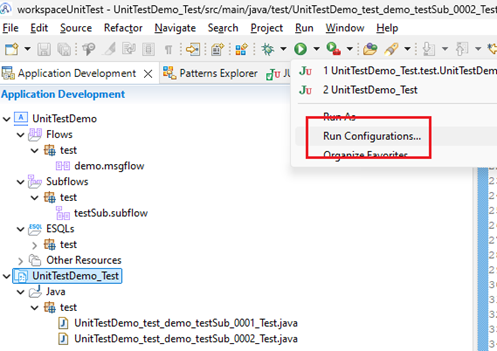 workspaceUnitTest - UnitTestDemo_Test/src/main/java/test/UnitTestDemo_test_demo_testSub_0002_Test
File Edit Source Refactor Navigate Search Project Run Window Help
Application Development Patterns Explorer JU
1 UnitTestDemo_Test.test.UnitTestDem
2 UnitTestDemo_Test
Run As
Run Configurations...
Organize Favorites
Application Development
UnitTestDemo
Flows
test
demo.msgflow
Subflows
test
testSub.subflow
ESQLs
test
Other Resources
UnitTestDemo_Test
Java
test
UnitTestDemo_test_demo_testSub_0001_Test.java
UnitTestDemo_test_demo_testSub_0002_Test.java